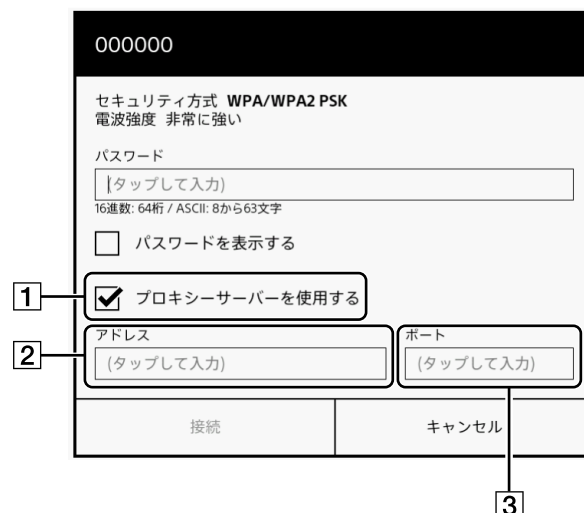 000000
セキュリティ方式 WPA/WPA2 PSK
電波強度 非常に強い
パスワード
(タップして入力)
16進数: 64桁 / ASCII: 8から63文字
パスワードを表示する
1
プロキシーサーバーを使用する
2
アドレス
(タップして入力)
ポート
(タップして入力)
接続
キャンセル
3